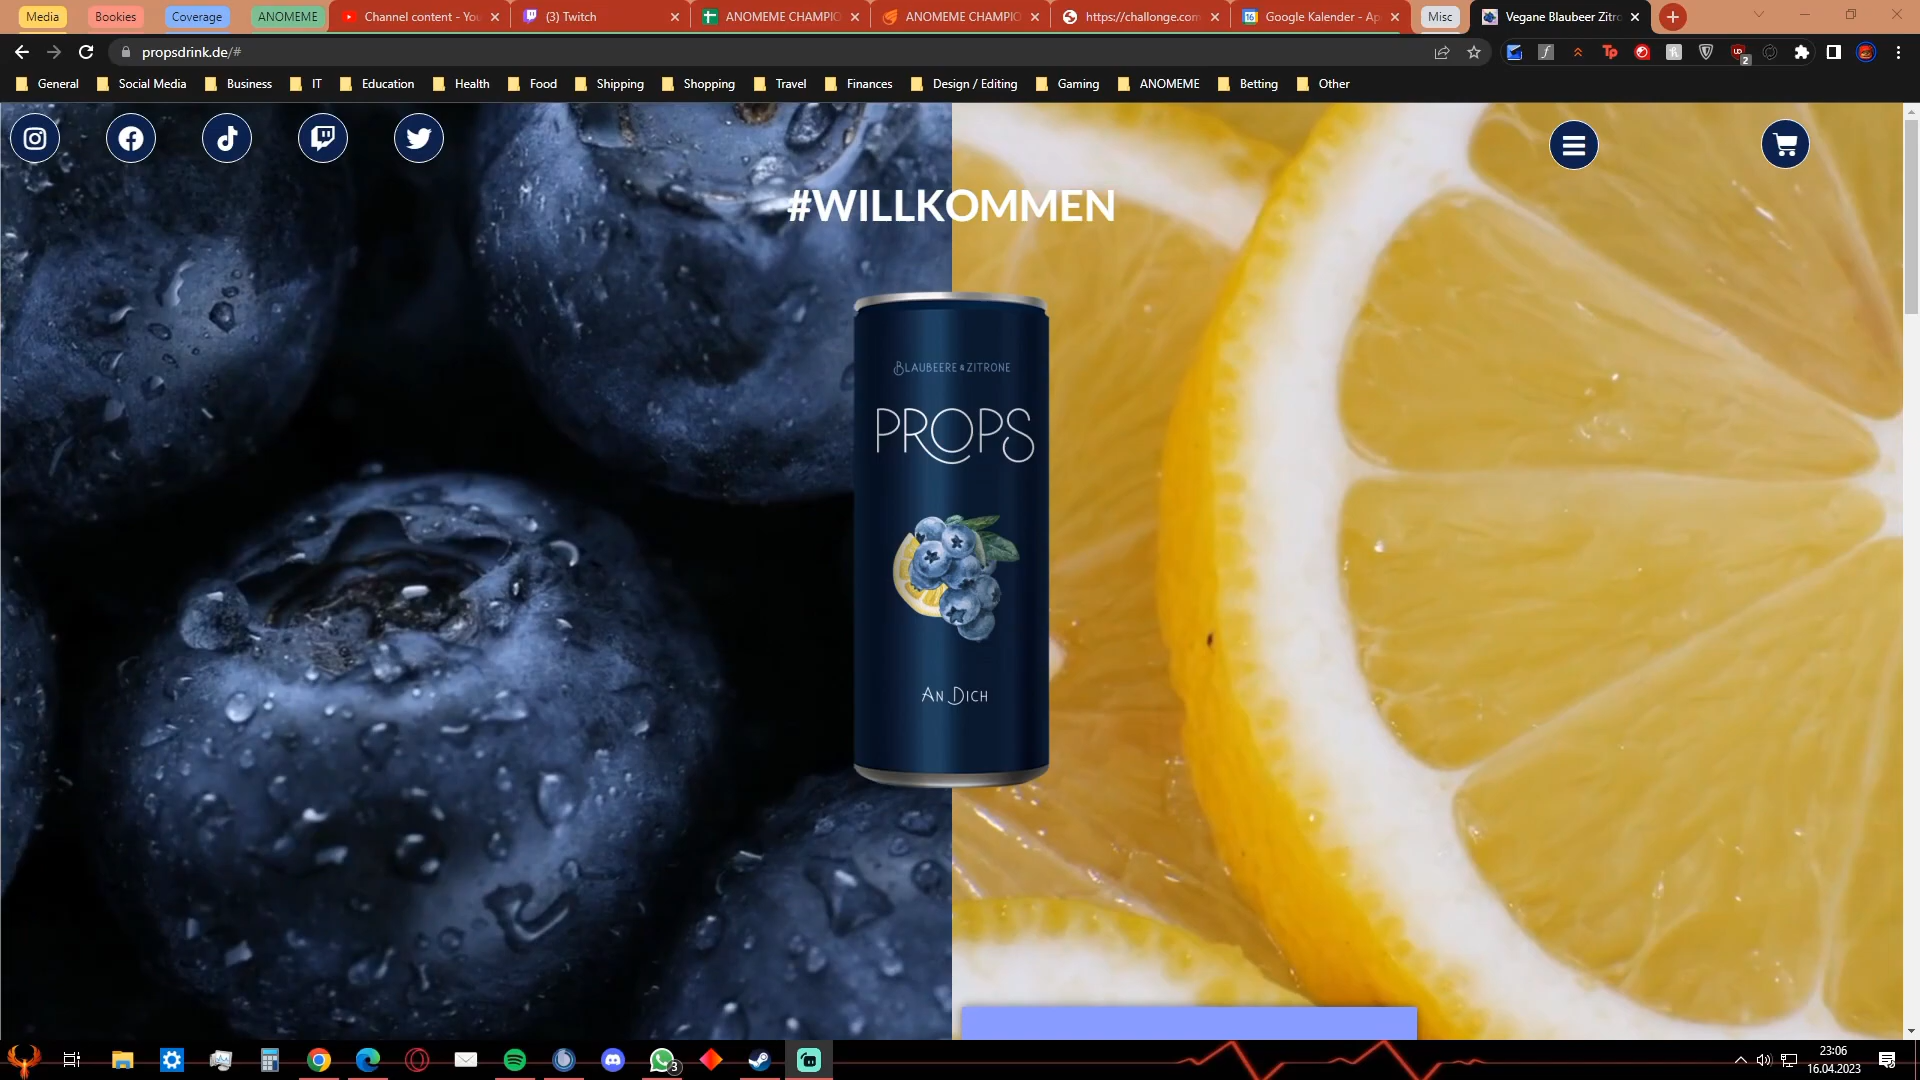 Media
Bookies
Coverage
ANOMEME
Channel content - You
(3) Twitch
ANOMEME CHAMPIO
ANOMEME CHAMPIO
https://challonge.com
Google Kalender - Ap
Misc
Vegane Blaubeer Zitro
propsdrink.de/#
General
Social Media
Business
IT
Education
Health
Food
Shipping
Shopping
Travel
Finances
Design / Editing
Gaming
ANOMEME
Betting
Other
#WILLKOMMEN
BLAUBEERE & ZITRONE
PROPS
AN DICH
23:06
16.04.2023